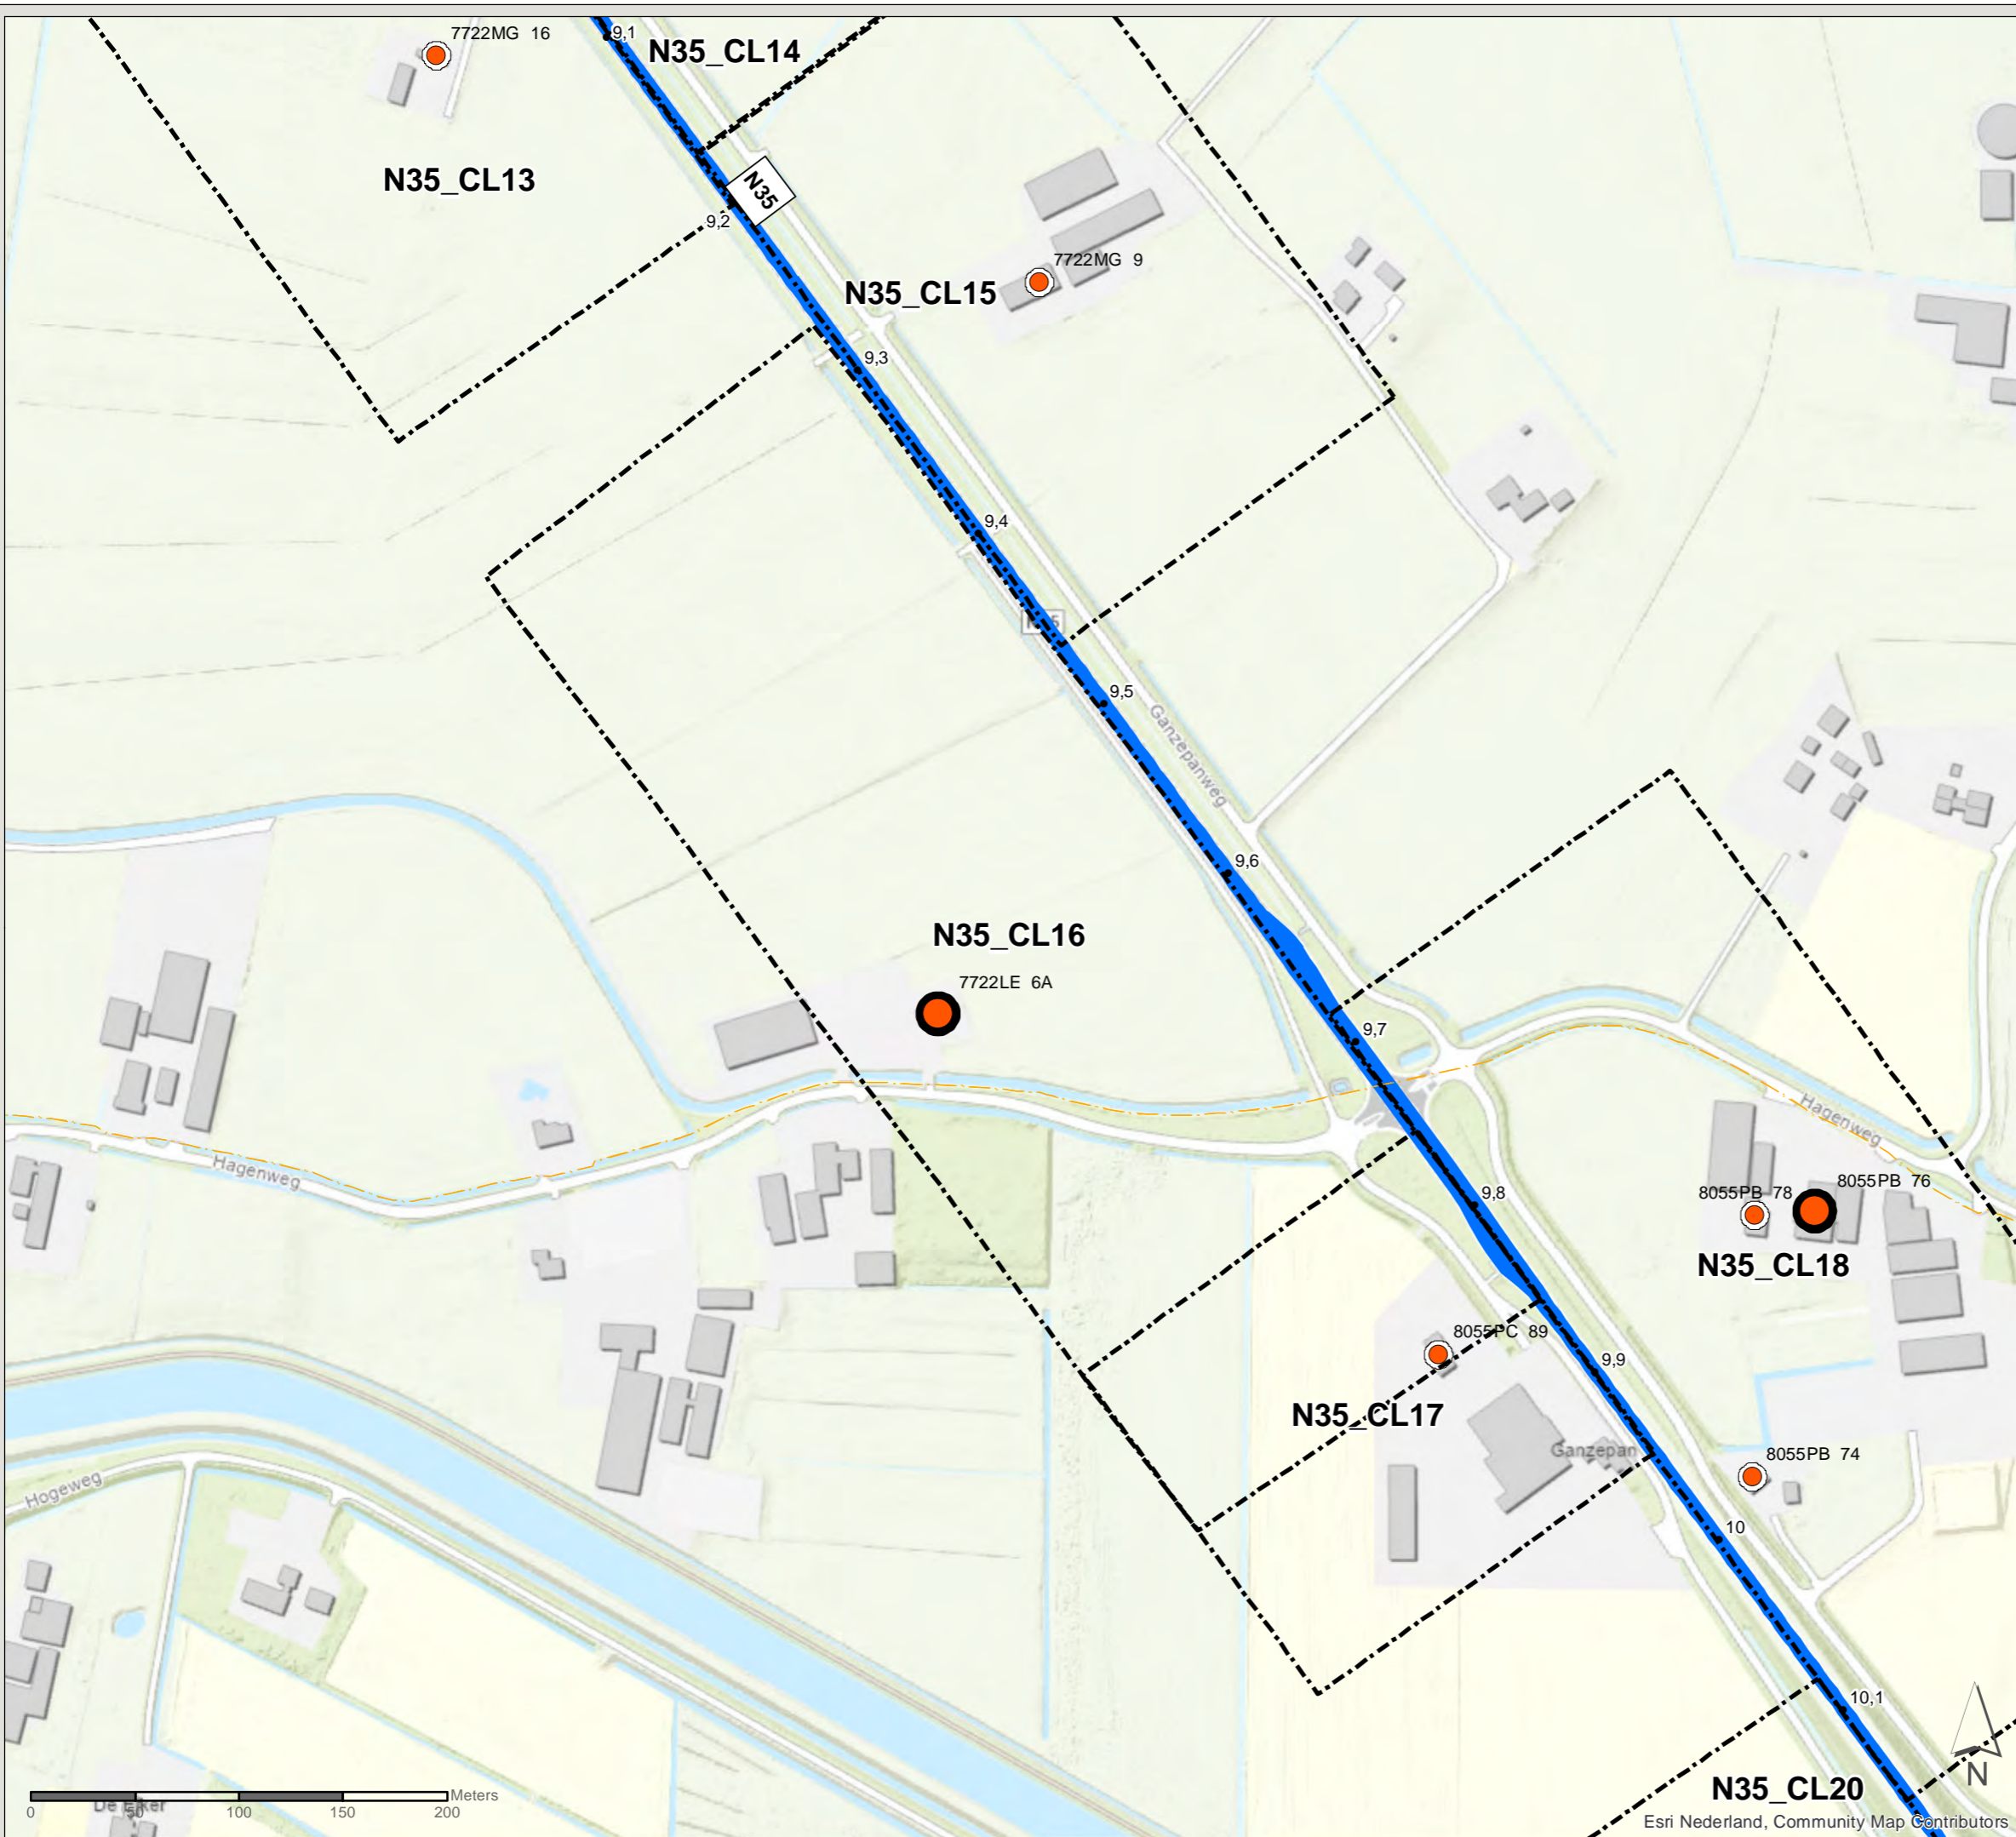 7722MG 16
9,1
N35_CL14
N35_CL13
N35
9,2
7722MG 9
N35_CL15
9,3
9,4
9,5
Ganzepanweg
9,6
N35_CL16
7722LE 6A
9,7
Hagenweg
Hagenweg
9,8
8055PB 78
8055PB 76
N35_CL18
8055PC 89
9,9
N35_CL17
Ganzepan
8055PB 74
Hogeweg
10
10,1
N
N35_CL20
Meters
0 50 100 150 200
Esri Nederland, Community Map Contributors